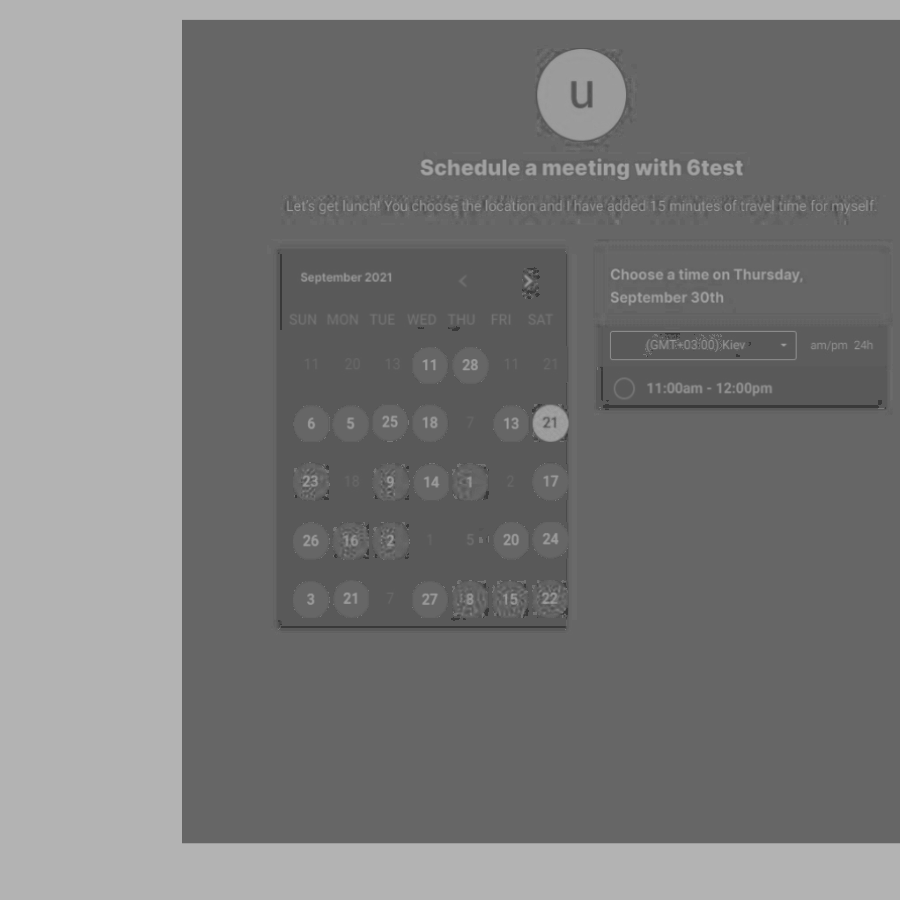 u
Schedule a meeting with 6test
Let's get lunch! You choose the location and I have added 15 minutes of travel time for myself.
September 2021
SUN MON TUE WED THU FRI SAT
11 20 13 11 28 11 21
6 5 25 18 7 13 21
23 18 9 14 1 2 17
26 16 2 1 5 20 24
3 21 7 27 8 15 22
Choose a time on Thursday,
September 30th
(GMT+03:00) Kiev am/pm 24h
11:00am - 12:00pm